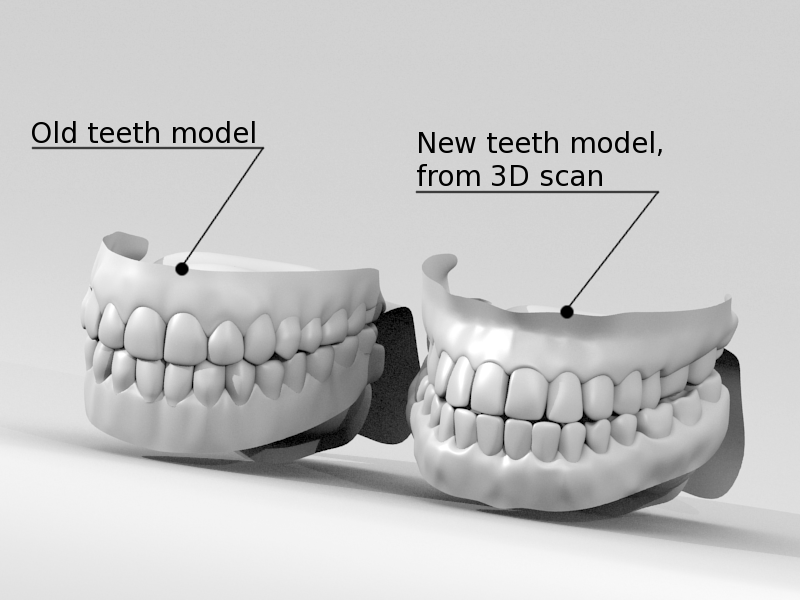 Old teeth model
New teeth model,
from 3D scan